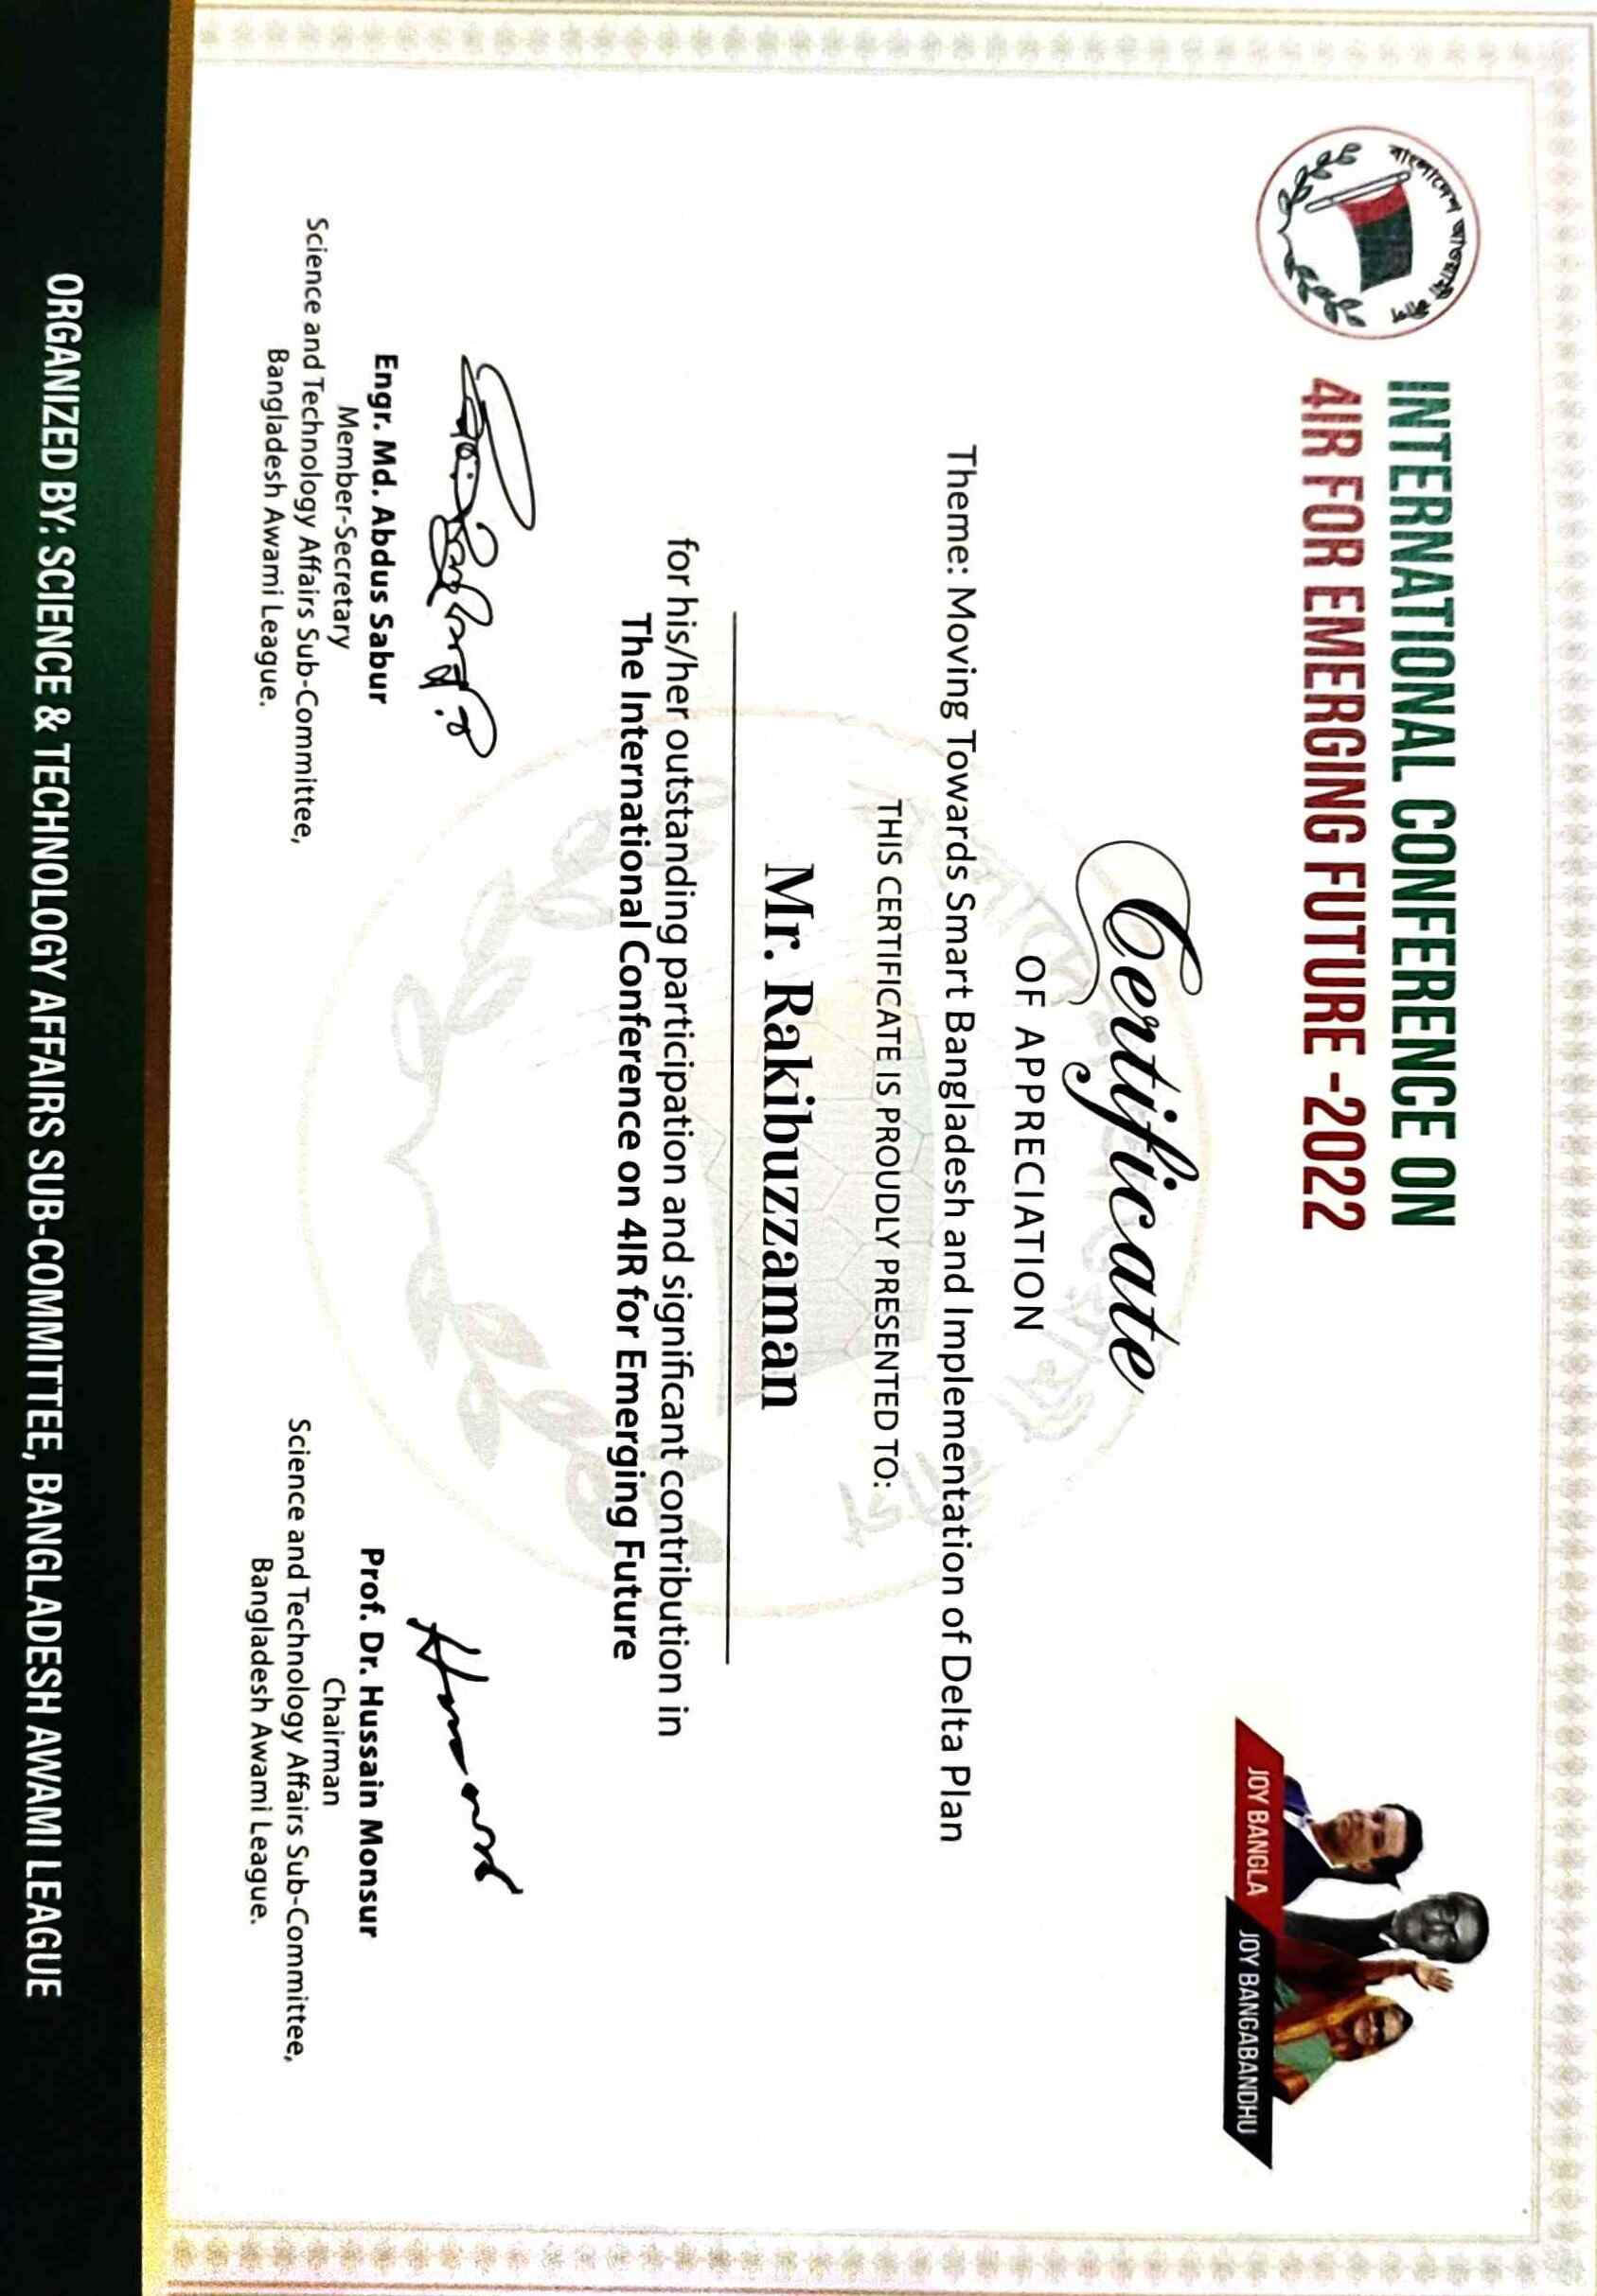 বাংলাদেশ আওয়ামী লীগ
INTERNATIONAL CONFERENCE ON
4IR FOR EMERGING FUTURE -2022
JOY BANGLA JOY BANGABANDHU
Certificate
OF APPRECIATION
Theme: Moving Towards Smart Bangladesh and Implementation of Delta Plan
THIS CERTIFICATE IS PROUDLY PRESENTED TO:
Mr. Rakibuzzaman
for his/her outstanding participation and significant contribution in
The International Conference on 4IR for Emerging Future
Engr. Md. Abdus Sabur
Member-Secretary
Science and Technology Affairs Sub-Committee,
Bangladesh Awami League.
Prof. Dr. Hussain Monsur
Chairman
Science and Technology Affairs Sub-Committee,
Bangladesh Awami League.
ORGANIZED BY: SCIENCE & TECHNOLOGY AFFAIRS SUB-COMMITTEE, BANGLADESH AWAMI LEAGUE